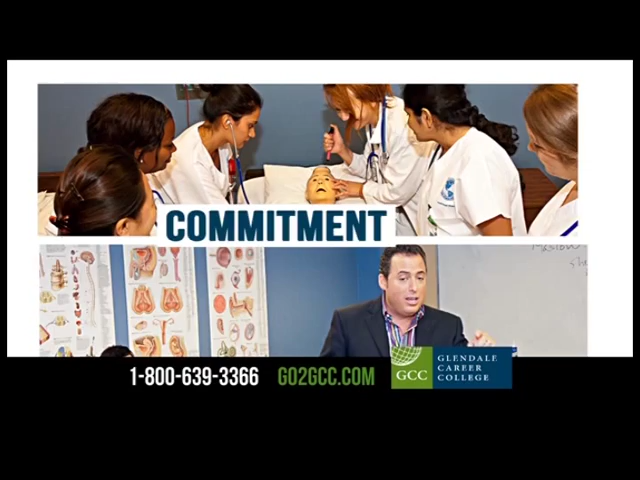 COMMITMENT
1-800-639-3366
GO2GCC.COM
GCC
GLENDALE
CAREER
COLLEGE